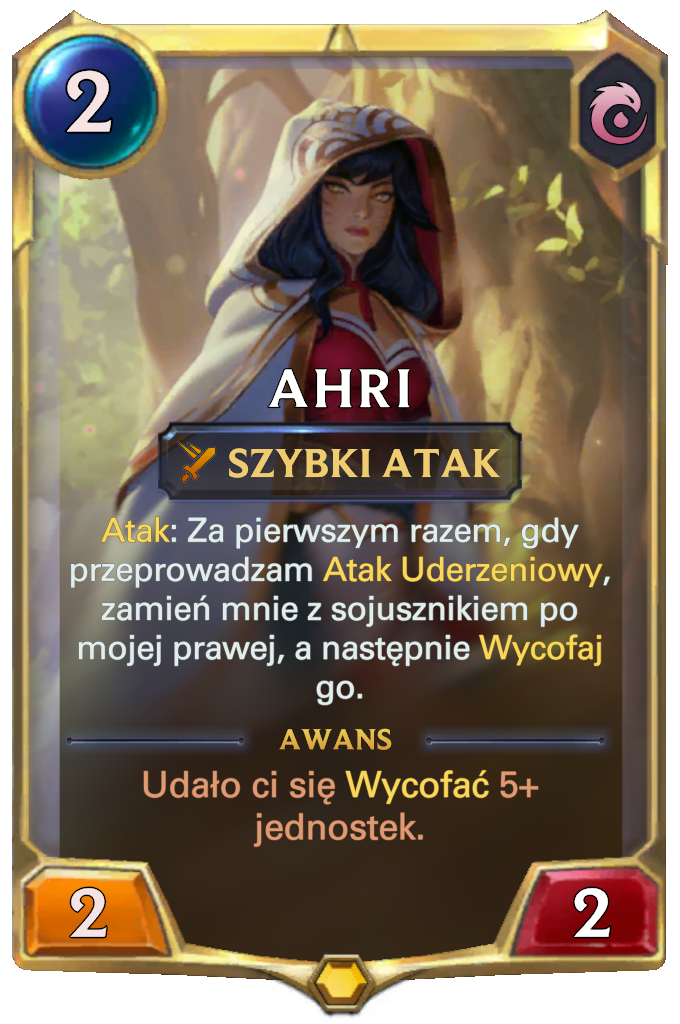 2
AHRI
SZYBKI ATAK
Atak: Za pierwszym razem, gdy
przeprowadzam Atak Uderzeniowy,
zamień mnie z sojusznikiem po
mojej prawej, a następnie Wycofaj
go.
AWANS
Udało ci się Wycofać 5+
jednostek.
2
2